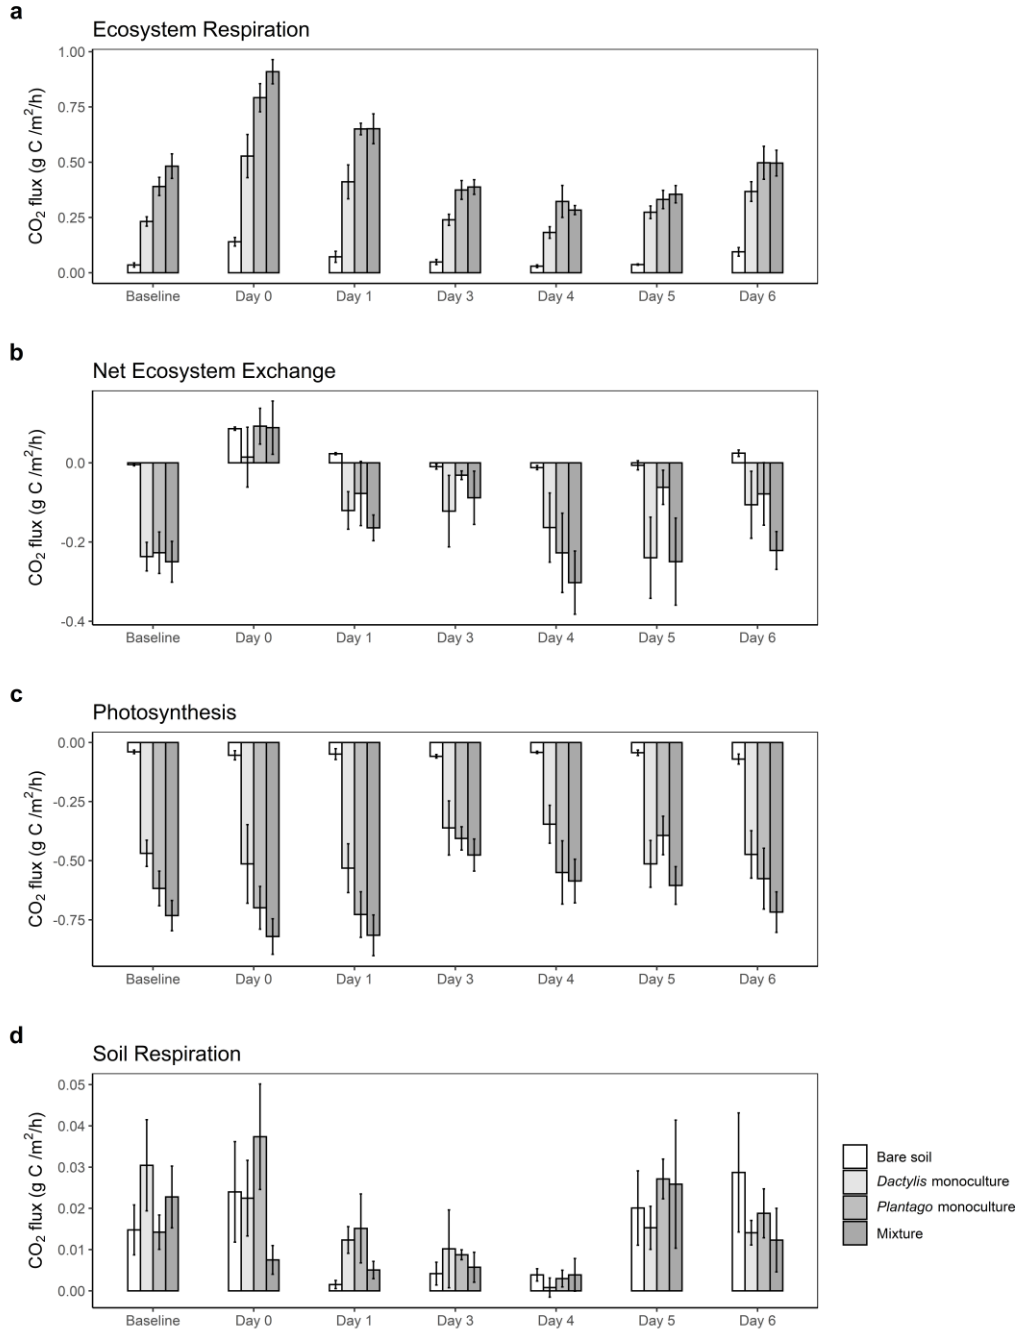 a
Ecosystem Respiration
CO2 flux (g C /m2/h)
1.00
0.75
0.50
0.25
0.00
Baseline Day 0 Day 1 Day 3 Day 4 Day 5 Day 6
b
Net Ecosystem Exchange
CO2 flux (g C /m2/h)
0.0
-0.2
-0.4
Baseline Day 0 Day 1 Day 3 Day 4 Day 5 Day 6
c
Photosynthesis
CO2 flux (g C /m2/h)
0.00
-0.25
-0.50
-0.75
Baseline Day 0 Day 1 Day 3 Day 4 Day 5 Day 6
d
Soil Respiration
CO2 flux (g C /m2/h)
0.05
0.04
0.03
0.02
0.01
0.00
Baseline Day 0 Day 1 Day 3 Day 4 Day 5 Day 6
Bare soil
Dactylis monoculture
Plantago monoculture
Mixture